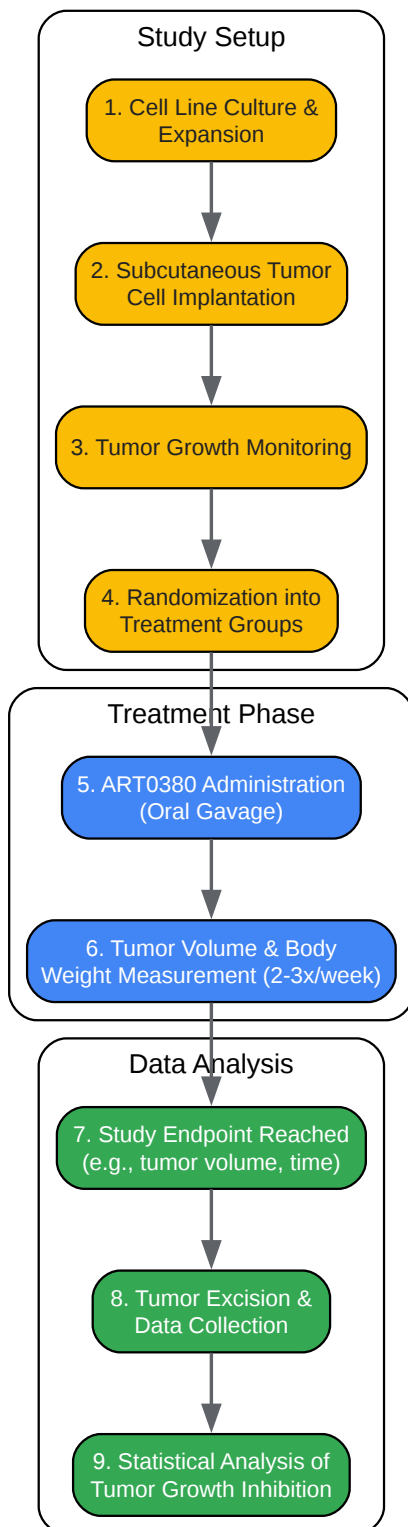 Study Setup
1. Cell Line Culture &
Expansion
2. Subcutaneous Tumor
Cell Implantation
3. Tumor Growth Monitoring
4. Randomization into
Treatment Groups
Treatment Phase
5. ART0380 Administration
(Oral Gavage)
6. Tumor Volume & Body
Weight Measurement (2-3x/week)
Data Analysis
7. Study Endpoint Reached
(e.g., tumor volume, time)
8. Tumor Excision &
Data Collection
9. Statistical Analysis of
Tumor Growth Inhibition